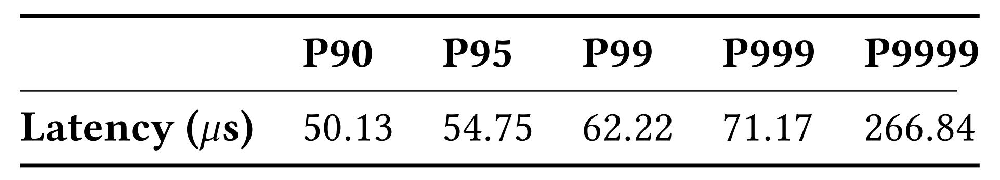 P90 P95 P99 P999 P9999
Latency (μs) 50.13 54.75 62.22 71.17 266.84